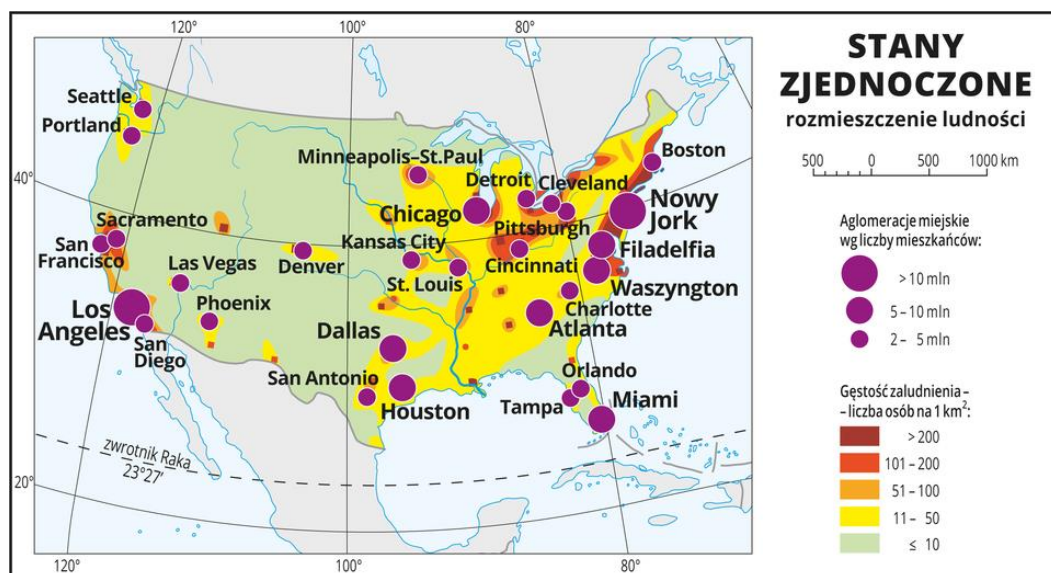 120°
100°
80°
Seattle
Portland
Minneapolis–St.Paul
Boston
Detroit
Cleveland
40°
Chicago
Nowy
Jork
Sacramento
Pittsburgh
Kansas City
Filadelfia
San
Francisco
Las Vegas
Denver
Cincinnati
St. Louis
Waszyngton
Phoenix
Charlotte
Los
Angeles
Dallas
Atlanta
San
Diego
Orlando
San Antonio
Tampa
Miami
Houston
zwrotnik Raka
23°27'
20°
120°
100°
80°
STANY
ZJEDNOCZONE
rozmieszczenie ludności
500 0 500 1000 km
Aglomeracje miejskie
wg liczby mieszkańców:
> 10 mln
5 – 10 mln
2 – 5 mln
Gęstość zaludnienia –
– liczba osób na 1 km²:
> 200
101 – 200
51 – 100
11 – 50
≤ 10